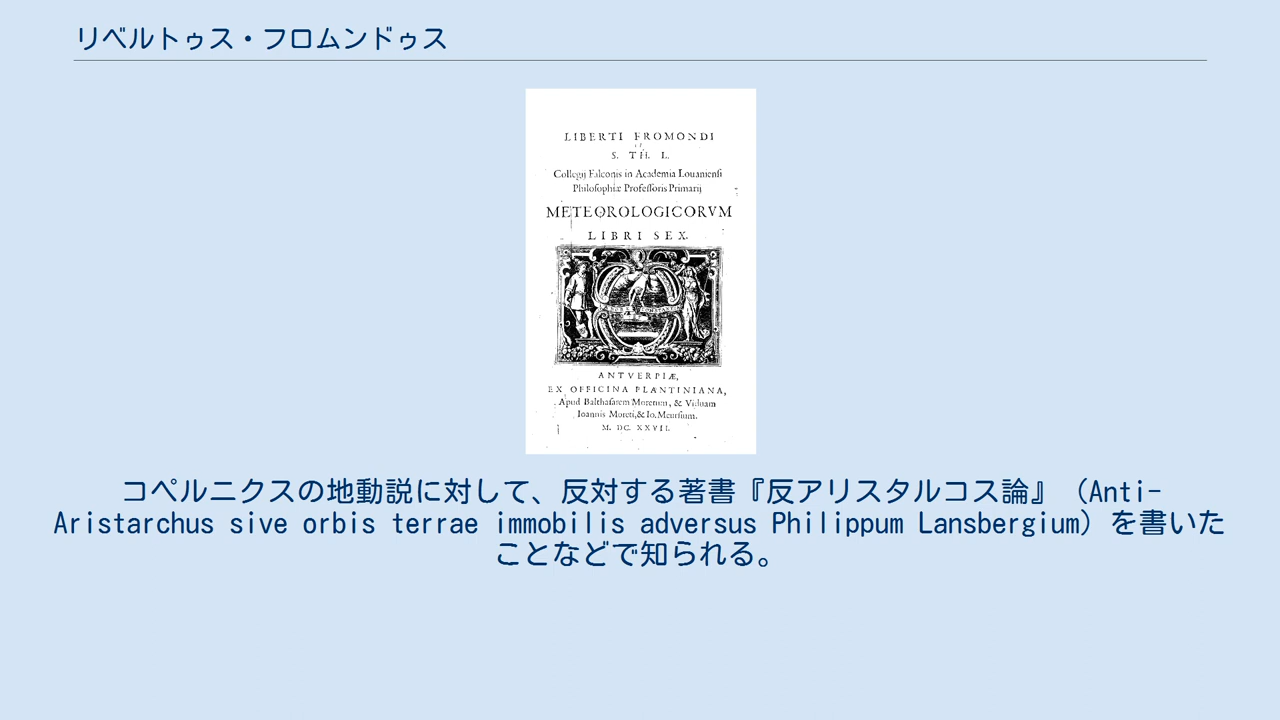 リベルトゥス・フロムンドゥス
LIBERTI FROMONDI
S. TH. L.
Collegij Falconis in Academia Louaniensi
Philosophiæ Professoris Primarij
METEOROLOGICORVM
LIBRI SEX.
ANTVERPIÆ,
EX OFFICINA PLANTINIANA,
Apud Balthasarem Moretum, & Viduam
Ioannis Moreti, & Io. Meursium.
M. DC. XXVII.
コペルニクスの地動説に対して、反対する著書『反アリスタルコス論』（Anti-
Aristarchus sive orbis terrae immobilis adversus Philippum Lansbergium）を書いた
ことなどで知られる。